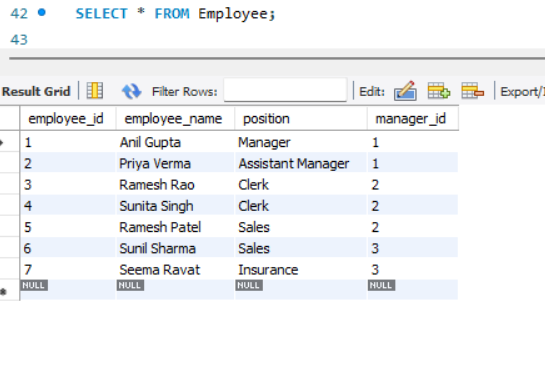 42 SELECT * FROM Employee;
43
Result Grid Filter Rows: Edit: Export/I
employee_id employee_name position manager_id
1 Anil Gupta Manager 1
2 Priya Verma Assistant Manager 1
3 Ramesh Rao Clerk 2
4 Sunita Singh Clerk 2
5 Ramesh Patel Sales 2
6 Sunil Sharma Sales 3
7 Seema Ravat Insurance 3
NULL NULL NULL NULL